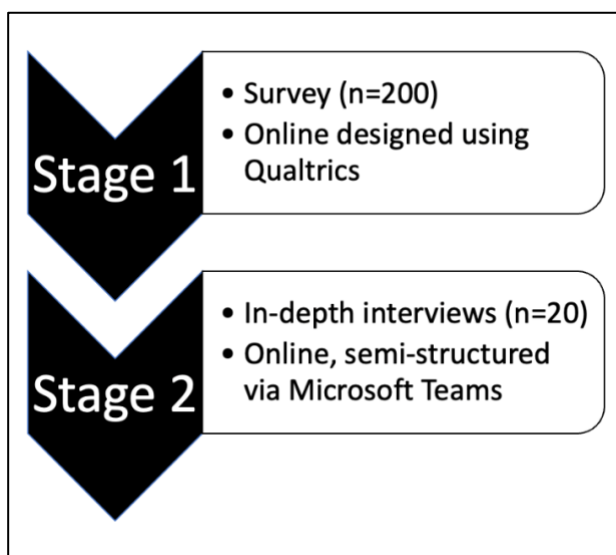 Stage 1
• Survey (n=200)
• Online designed using
Qualtrics
Stage 2
• In-depth interviews (n=20)
• Online, semi-structured
via Microsoft Teams